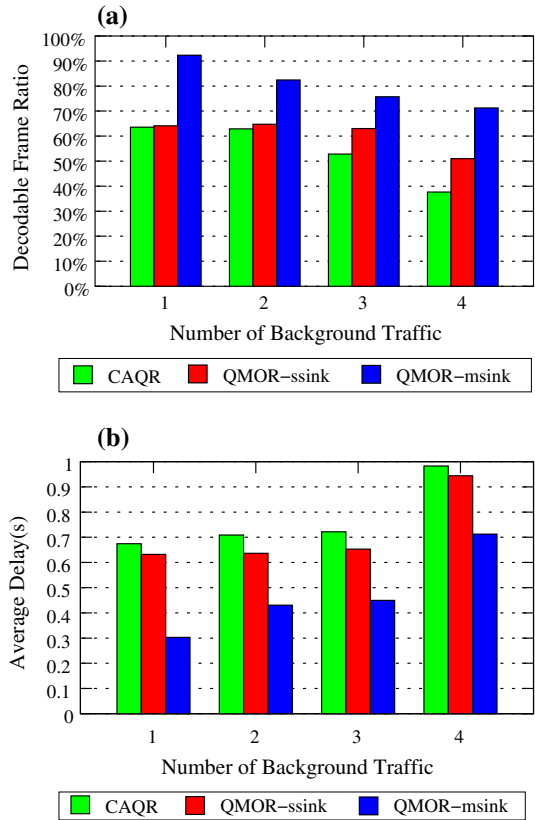 (a)
100%
90%
80%
70%
60%
50%
40%
30%
20%
10%
0%
Decodable Frame Ratio
1 2 3 4
Number of Background Traffic
CAQR QMOR−ssink QMOR−msink
(b)
1
0.9
0.8
0.7
0.6
0.5
0.4
0.3
0.2
0.1
0
Average Delay(s)
1 2 3 4
Number of Background Traffic
CAQR QMOR−ssink QMOR−msink